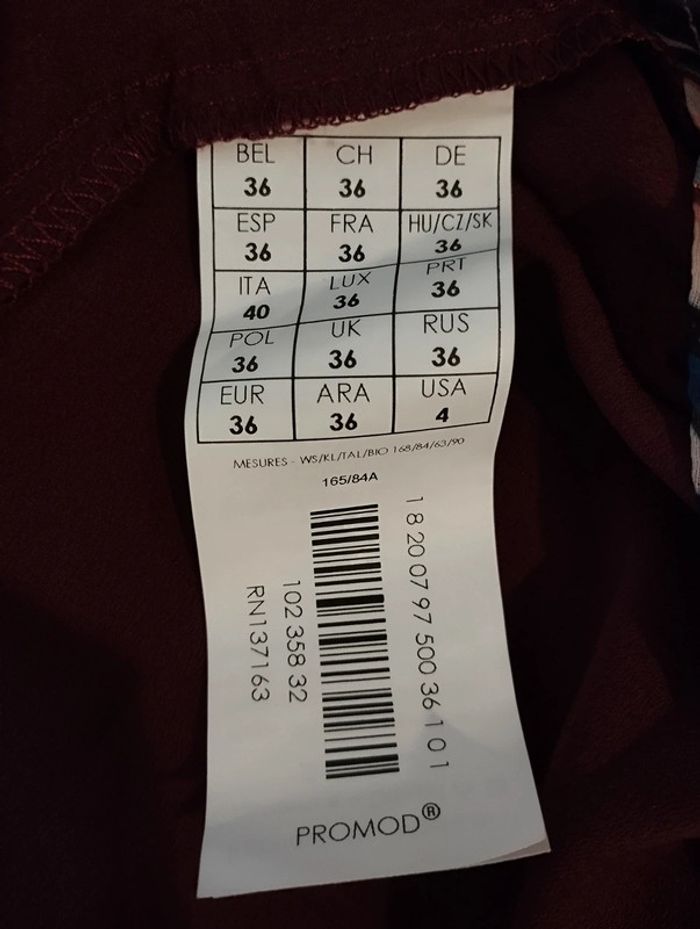 BEL CH DE
36 36 36
ESP FRA HU/CZ/SK
36 36 36
ITA LUX PRT
40 36 36
POL UK RUS
36 36 36
EUR ARA USA
36 36 4
MESURES - WS/KL/TAL/BIO 168/84/63/90
165/84A
18 20 07 97 500 36 1 0 1
102 358 32
RN137163
PROMOD®